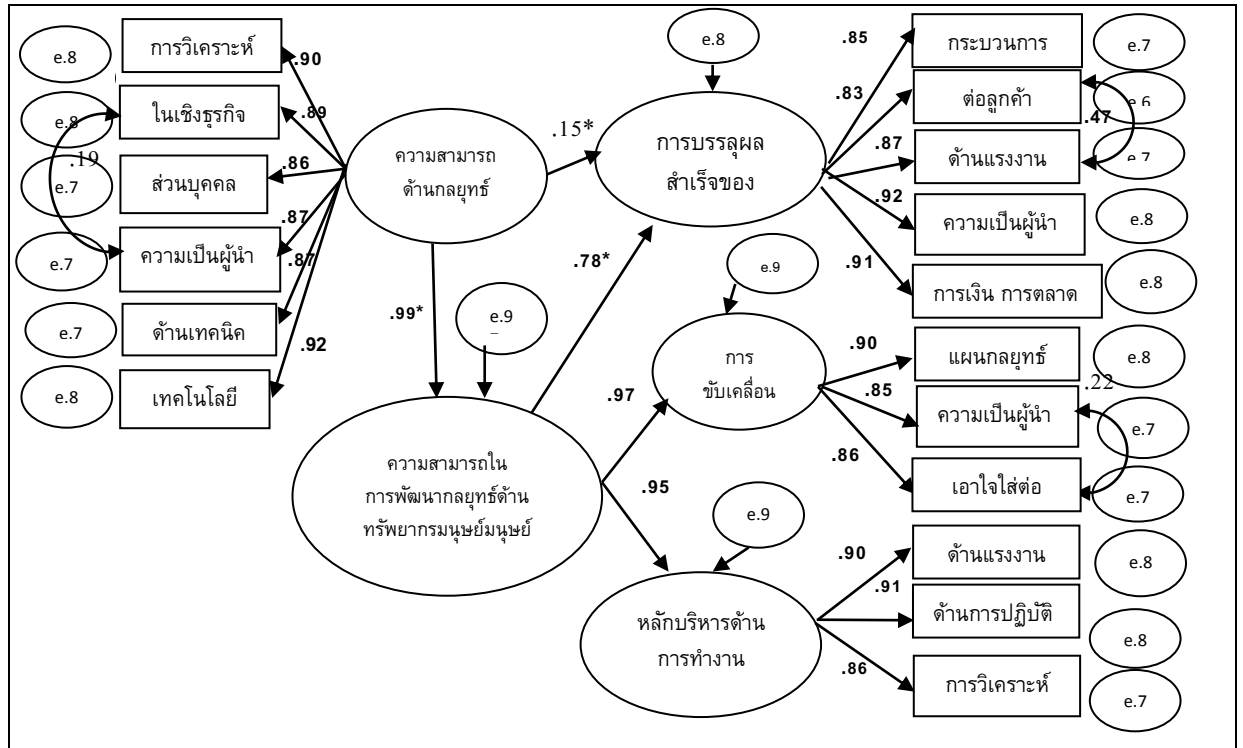 e.8
การวิเคราะห์
.90
e.8
ในเชิงธุรกิจ
.89
.19
e.7
ส่วนบุคคล
.86
e.7
ความเป็นผู้นำ
.87
e.7
ด้านเทคนิค
.87
e.8
เทคโนโลยี
.92
ความสามารถ
ด้านกลยุทธ์
.15*
.99*
e.9
.78*
ความสามารถใน
การพัฒนากลยุทธ์ด้าน
ทรัพยากรมนุษย์มนุษย์
.97
.95
e.8
การบรรลุผล
สำเร็จของ
.85
กระบวนการ
e.7
.83
ต่อลูกค้า
e.6
.47
.87
ด้านแรงงาน
e.7
.92
ความเป็นผู้นำ
e.8
.91
การเงิน การตลาด
e.8
e.9
การ
ขับเคลื่อน
.90
แผนกลยุทธ์
e.8
.22
.85
ความเป็นผู้นำ
e.7
.86
เอาใจใส่ต่อ
e.7
e.9
หลักบริหารด้าน
การทำงาน
.90
ด้านแรงงาน
e.8
.91
ด้านการปฏิบัติ
e.8
.86
การวิเคราะห์
e.7